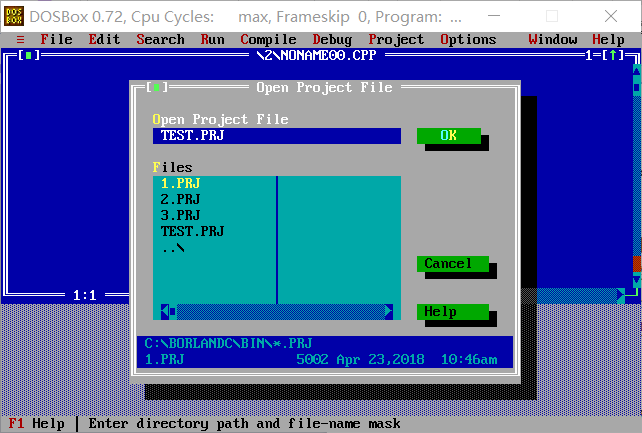 DOSBox 0.72, Cpu Cycles: max, Frameskip 0, Program: ...
≡ File Edit Search Run Compile Debug Project Options Window Help
[■] \2\NONAME00.CPP 1=[↑]
[■] Open Project File
Open Project File
TEST.PRJ
OK
Files
1.PRJ
2.PRJ
3.PRJ
TEST.PRJ
..\
Cancel
1:1
Help
C:\BORLANDC\BIN\*.PRJ
1.PRJ 5002 Apr 23,2018 10:46am
F1 Help | Enter directory path and file-name mask